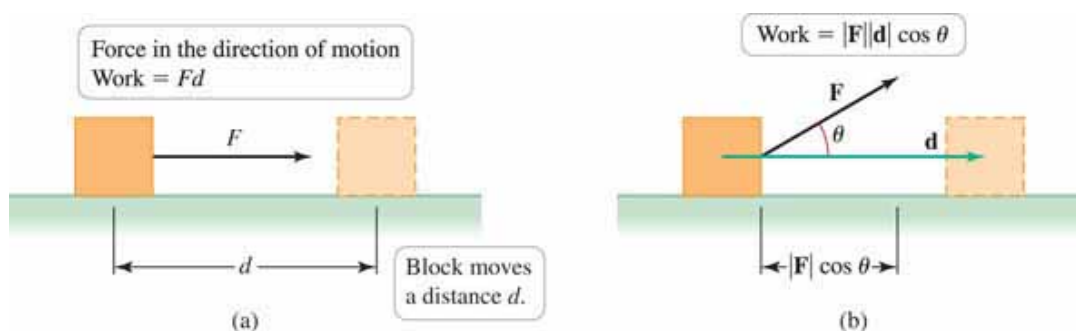 Force in the direction of motion
Work = Fd
F
d
Block moves
a distance d.
(a)
Work = |F||d| cos θ
F
θ
d
|F| cos θ
(b)